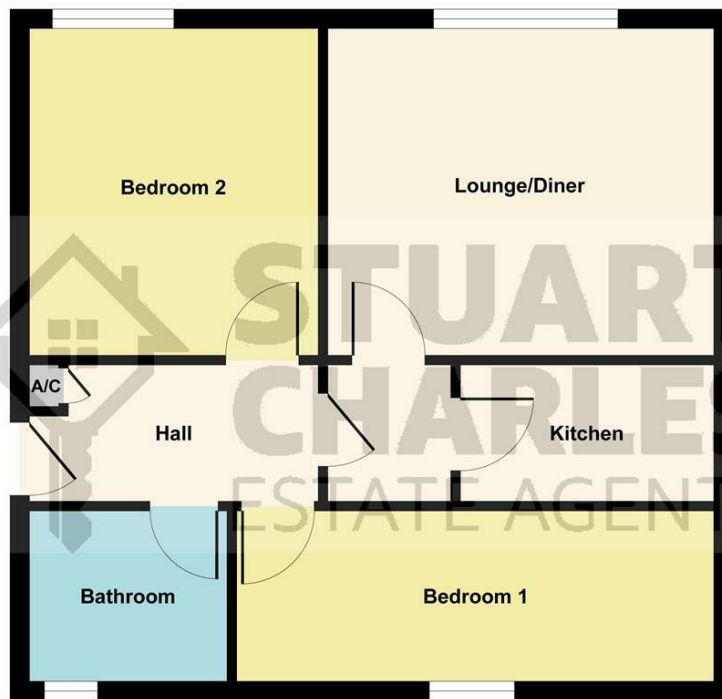 Bedroom 2
Lounge/Diner
STUART
CHARLES
ESTATE AGENT
A/C
Hall
Kitchen
Bathroom
Bedroom 1